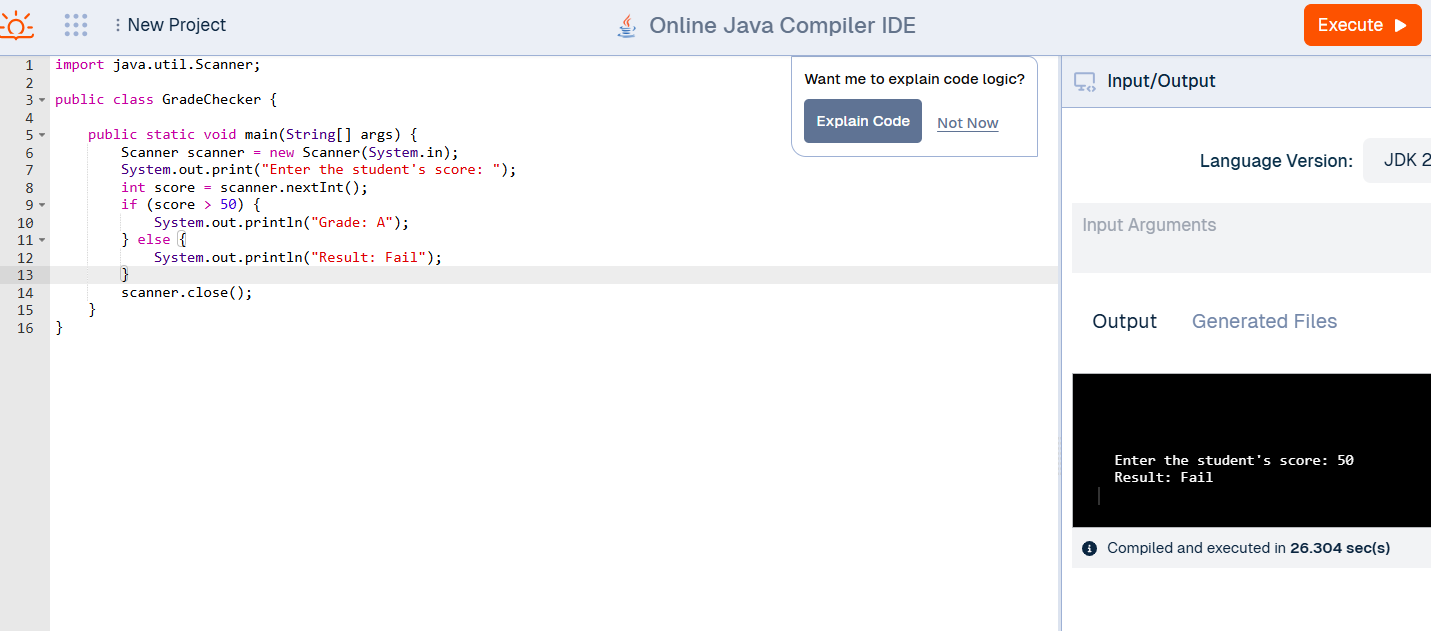 New Project
Online Java Compiler IDE
Execute
1 import java.util.Scanner;
2
3 public class GradeChecker {
4
5     public static void main(String[] args) {
6         Scanner scanner = new Scanner(System.in);
7         System.out.print("Enter the student's score: ");
8         int score = scanner.nextInt();
9         if (score > 50) {
10             System.out.println("Grade: A");
11         } else {
12             System.out.println("Result: Fail");
13         }
14         scanner.close();
15     }
16 }
Want me to explain code logic?
Explain Code Not Now
Input/Output
Language Version: JDK 2
Input Arguments
Output Generated Files
Enter the student's score: 50
Result: Fail
Compiled and executed in 26.304 sec(s)